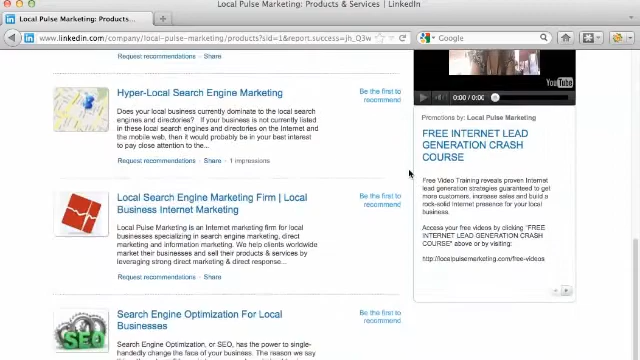 Local Pulse Marketing: Products & Services | LinkedIn
in Local Pulse Marketing: Products...
www.linkedin.com/company/local-pulse-marketing/products?sid=1&report.success=jh_Q3w
Google
Request recommendations · Share
Hyper-Local Search Engine Marketing
Be the first to
recommend
Does your local business currently dominate to the local search
engines and directories? If your business is not currently listed
in these local search engines and directories on the Internet and
the mobile web, then it would probably be in your best interest
to pay close attention to the...
Request recommendations · Share · 1 impressions
Local Search Engine Marketing Firm | Local
Business Internet Marketing
Be the first to
recommend
Local Pulse Marketing is an Internet marketing firm for local
businesses specializing in search engine marketing, direct
marketing and information marketing. We help clients worldwide
market their businesses and sell their products & services by
leveraging strong direct marketing & direct response...
Request recommendations · Share
SEO
Search Engine Optimization For Local
Businesses
Be the first to
recommend
Search Engine Optimization, or SEO, has the power to single-
handedly change the face of your business. The reason we say
YouTube
0:00 / 0:00
Promotions by: Local Pulse Marketing
FREE INTERNET LEAD
GENERATION CRASH
COURSE
Free Video Training reveals proven Internet
lead generation strategies guaranteed to get
more customers, increase sales and build a
rock-solid Internet presence for your local
business.
Access your free videos by clicking "FREE
INTERNET LEAD GENERATION CRASH
COURSE" above or by visiting:
http://localpulsemarketing.com/free-videos